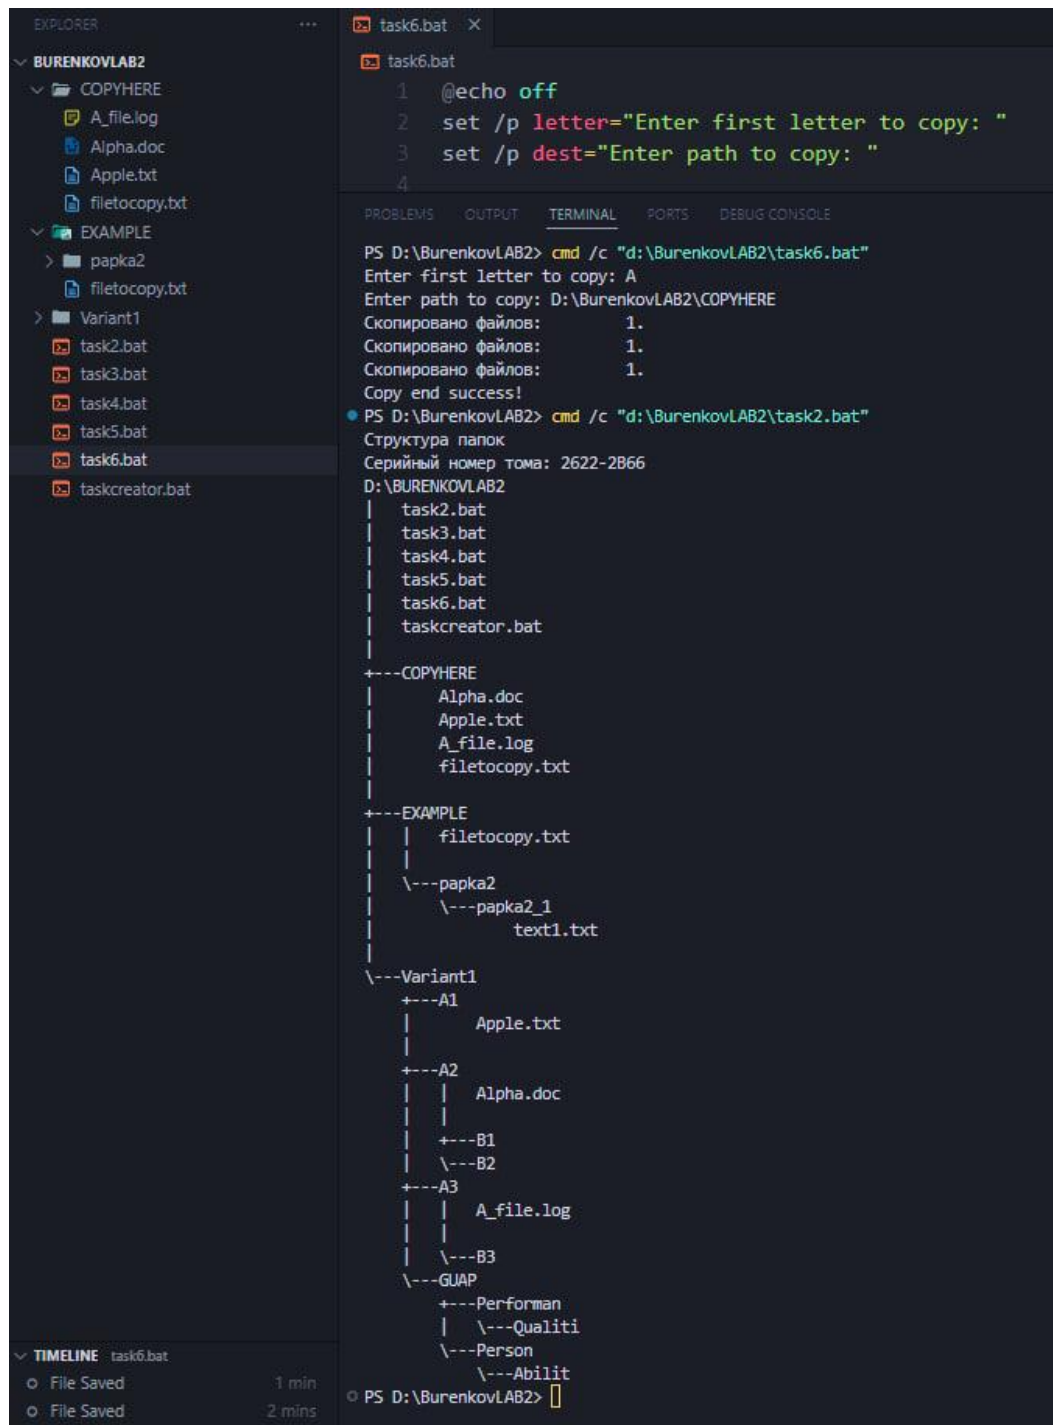 EXPLORER ...
BURENKOVLAB2
COPYHERE
A_file.log
Alpha.doc
Apple.txt
filetocopy.txt
EXAMPLE
papka2
filetocopy.txt
Variant1
task2.bat
task3.bat
task4.bat
task5.bat
task6.bat
taskcreator.bat
TIMELINE task6.bat
File Saved 1 min
File Saved 2 mins
task6.bat ×
task6.bat
1 @echo off
2 set /p letter="Enter first letter to copy: "
3 set /p dest="Enter path to copy: "
4
PROBLEMS OUTPUT TERMINAL PORTS DEBUG CONSOLE
PS D:\BurenkovLAB2> cmd /c "d:\BurenkovLAB2\task6.bat"
Enter first letter to copy: A
Enter path to copy: D:\BurenkovLAB2\COPYHERE
Скопировано файлов:         1.
Скопировано файлов:         1.
Скопировано файлов:         1.
Copy end success!
PS D:\BurenkovLAB2> cmd /c "d:\BurenkovLAB2\task2.bat"
Структура папок
Серийный номер тома: 2622-2B66
D:\BURENKOVLAB2
|   task2.bat
|   task3.bat
|   task4.bat
|   task5.bat
|   task6.bat
|   taskcreator.bat
|
+---COPYHERE
|       Alpha.doc
|       Apple.txt
|       A_file.log
|       filetocopy.txt
|
+---EXAMPLE
|   |   filetocopy.txt
|   |
|   \---papka2
|       \---papka2_1
|               text1.txt
|
\---Variant1
    +---A1
    |       Apple.txt
    |
    +---A2
    |   |   Alpha.doc
    |   |
    |   +---B1
    |   \---B2
    +---A3
    |   |   A_file.log
    |   |
    |   \---B3
    \---GUAP
        +---Performan
        |   \---Qualiti
        \---Person
            \---Abilit
PS D:\BurenkovLAB2>